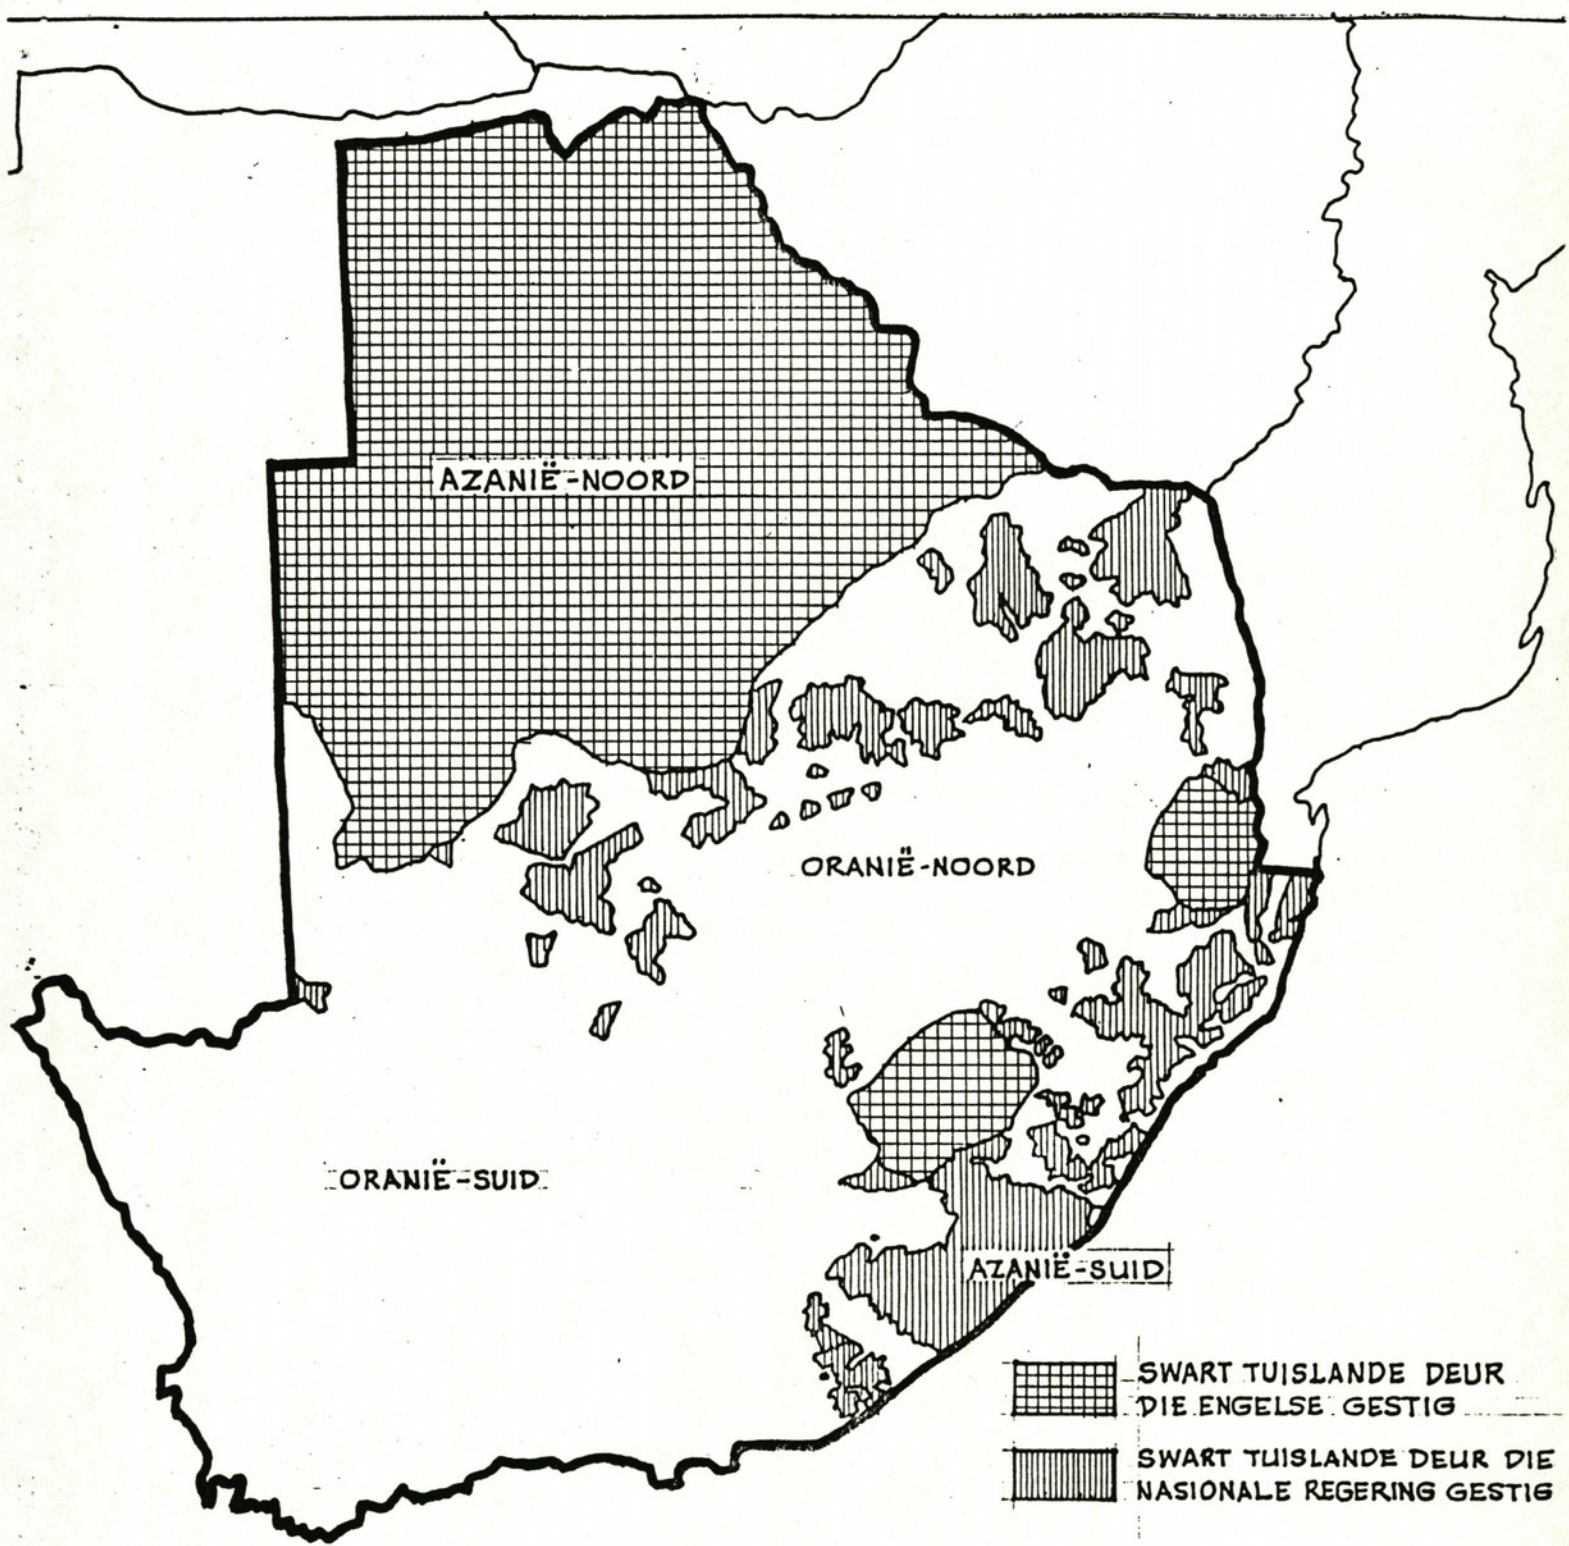 AZANIË-NOORD
ORANIË-NOORD
ORANIË-SUID
AZANIË-SUID
SWART TUISLANDE DEUR
DIE ENGELSE GESTIG
SWART TUISLANDE DEUR DIE
NASIONALE REGERING GESTIG